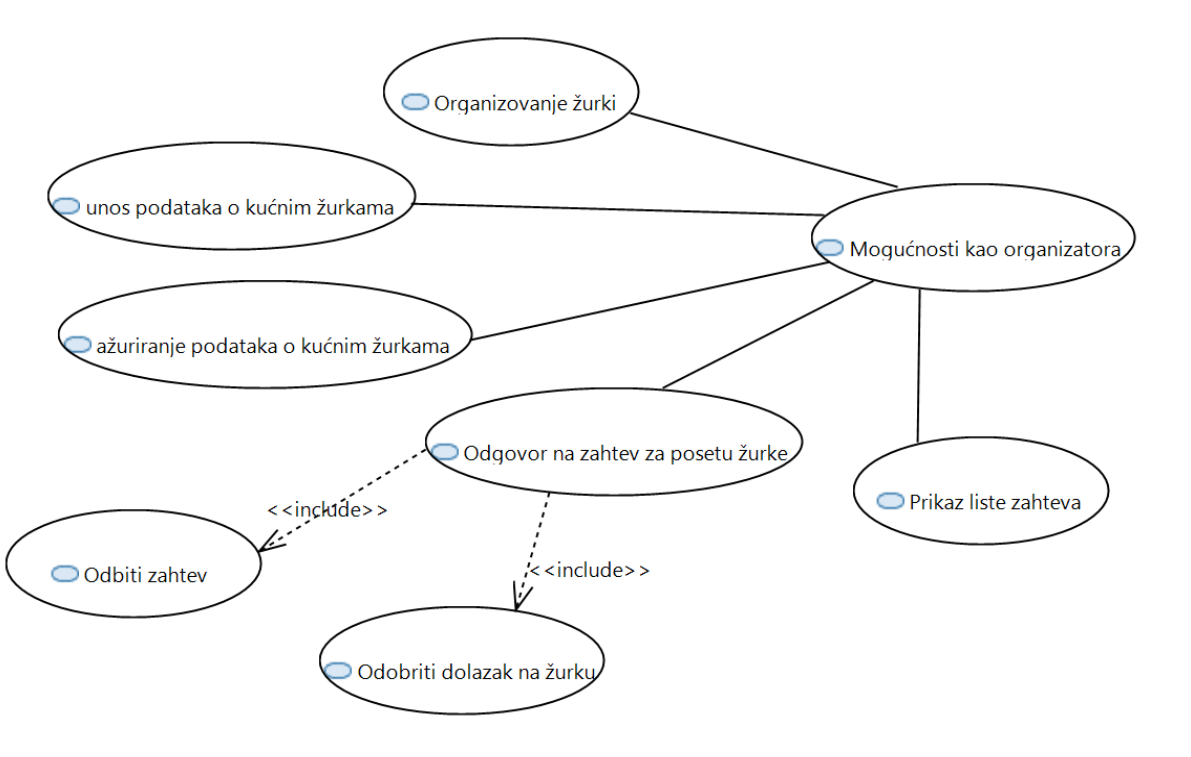 Organizovanje žurki
unos podataka o kućnim žurkama
Mogućnosti kao organizatora
ažuriranje podataka o kućnim žurkama
Odgovor na zahtev za posetu žurke
Prikaz liste zahteva
<<include>>
Odbiti zahtev
<<include>>
Odobriti dolazak na žurku